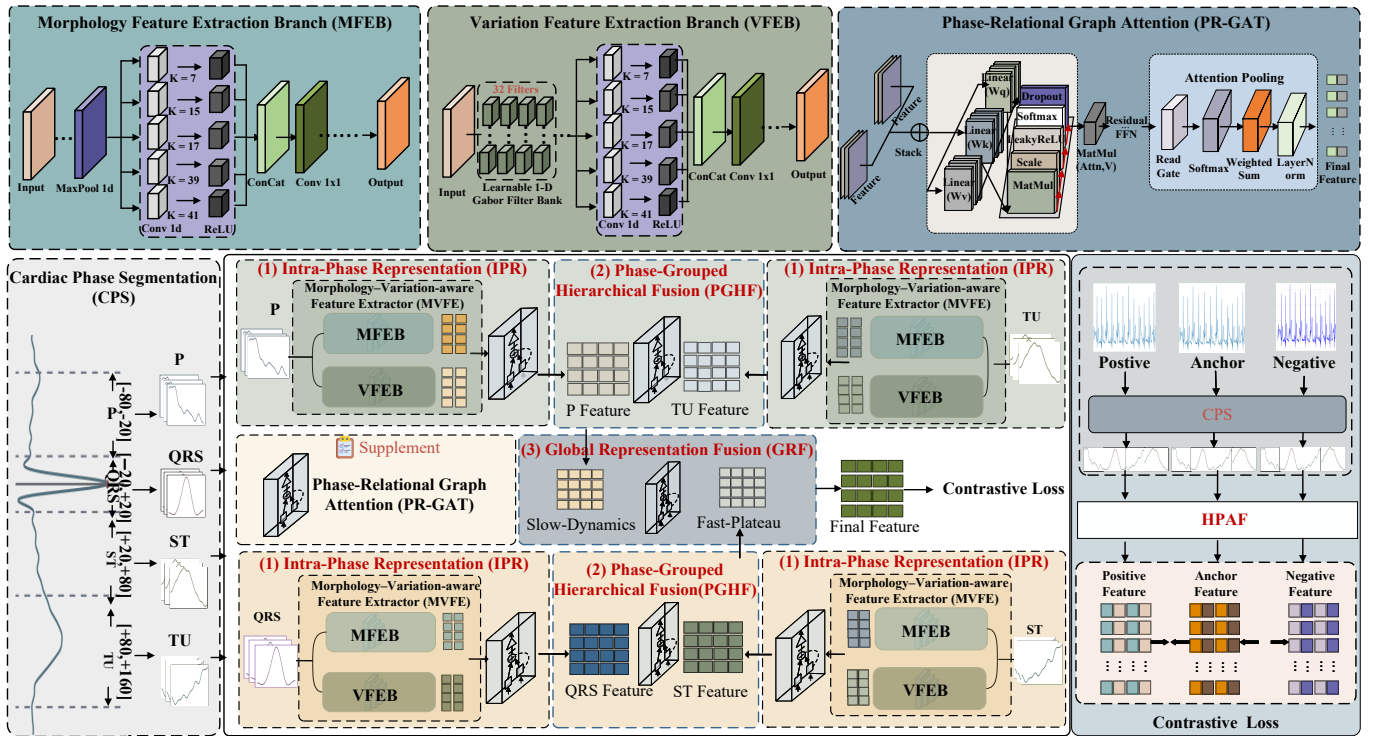 Morphology Feature Extraction Branch (MFEB)
K = 7
K = 15
K = 17
K = 39
K = 41
Input
MaxPool 1d
Conv 1d
ReLU
ConCat
Conv 1x1
Output
Variation Feature Extraction Branch (VFEB)
32 Filters
K = 7
K = 15
K = 17
K = 39
K = 41
Input
Learnable 1-D
Gabor Filter Bank
Conv 1d
ReLU
ConCat
Conv 1x1
Output
Phase-Relational Graph Attention (PR-GAT)
Feature
Feature
Stack
Linear
(Wq)
Linear
(Wk)
Linear
(Wv)
Dropout
Softmax
LeakyReLU
Scale
MatMul
MatMul
(Attn,V)
Residual
FFN
Attention Pooling
Read
Gate
Softmax
Weighted
Sum
LayerN
orm
Final
Feature
Cardiac Phase Segmentation
(CPS)
P
[-80,-20]
P
QRS
[-20,+20]
QRS
ST
[+20,+80]
ST
TU
[+80,+160]
TU
(1) Intra-Phase Representation (IPR)
Morphology–Variation-aware
Feature Extractor (MVFE)
P
MFEB
VFEB
(2) Phase-Grouped
Hierarchical Fusion (PGHF)
P Feature
TU Feature
(1) Intra-Phase Representation (IPR)
Morphology–Variation-aware
Feature Extractor (MVFE)
TU
MFEB
VFEB
Supplement
Phase-Relational Graph
Attention (PR-GAT)
(3) Global Representation Fusion (GRF)
Slow-Dynamics
Fast-Plateau
Final Feature
Contrastive Loss
(1) Intra-Phase Representation (IPR)
Morphology–Variation-aware
Feature Extractor (MVFE)
QRS
MFEB
VFEB
(2) Phase-Grouped
Hierarchical Fusion(PGHF)
QRS Feature
ST Feature
(1) Intra-Phase Representation (IPR)
Morphology–Variation-aware
Feature Extractor (MVFE)
ST
MFEB
VFEB
Postive
Anchor
Negative
CPS
HPAF
Positive
Feature
Anchor
Feature
Negative
Feature
Contrastive Loss